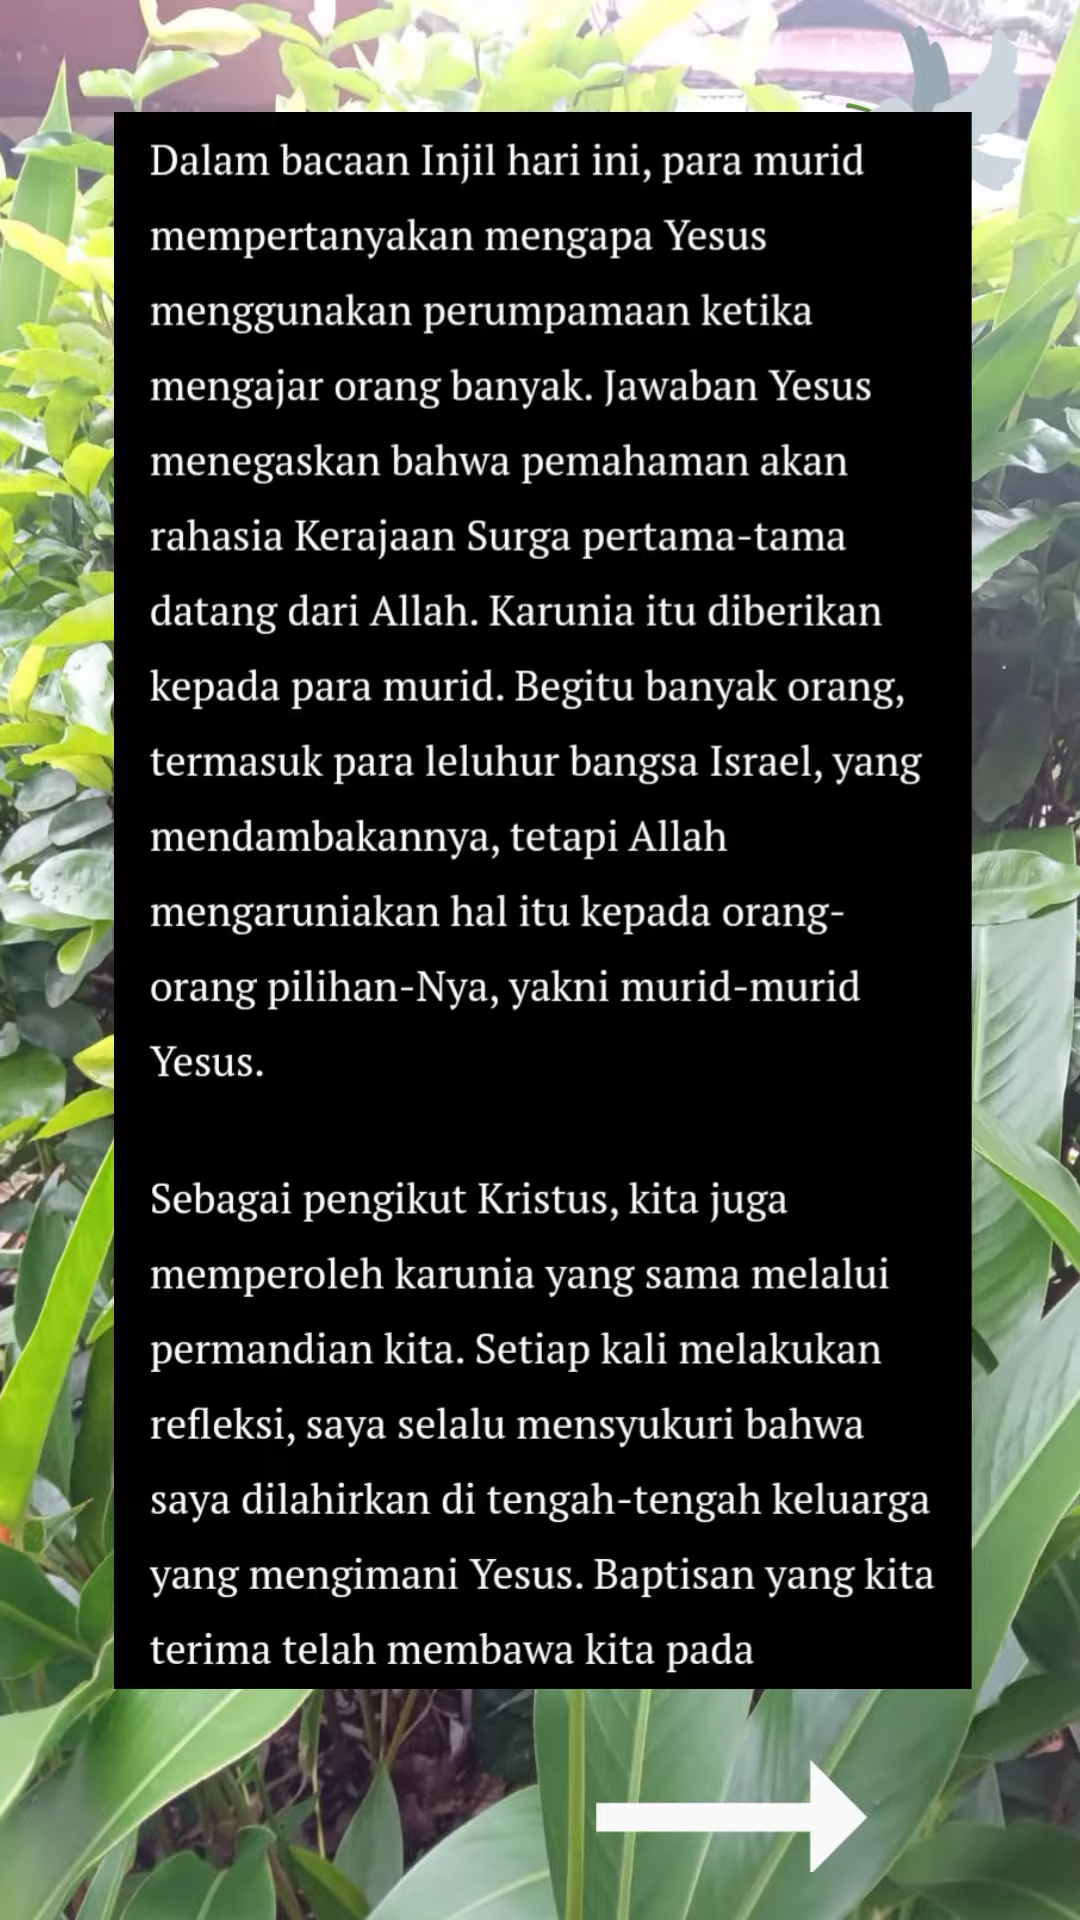 Dalam bacaan Injil hari ini, para murid
mempertanyakan mengapa Yesus
menggunakan perumpamaan ketika
mengajar orang banyak. Jawaban Yesus
menegaskan bahwa pemahaman akan
rahasia Kerajaan Surga pertama-tama
datang dari Allah. Karunia itu diberikan
kepada para murid. Begitu banyak orang,
termasuk para leluhur bangsa Israel, yang
mendambakannya, tetapi Allah
mengaruniakan hal itu kepada orang-
orang pilihan-Nya, yakni murid-murid
Yesus.
Sebagai pengikut Kristus, kita juga
memperoleh karunia yang sama melalui
permandian kita. Setiap kali melakukan
refleksi, saya selalu mensyukuri bahwa
saya dilahirkan di tengah-tengah keluarga
yang mengimani Yesus. Baptisan yang kita
terima telah membawa kita pada